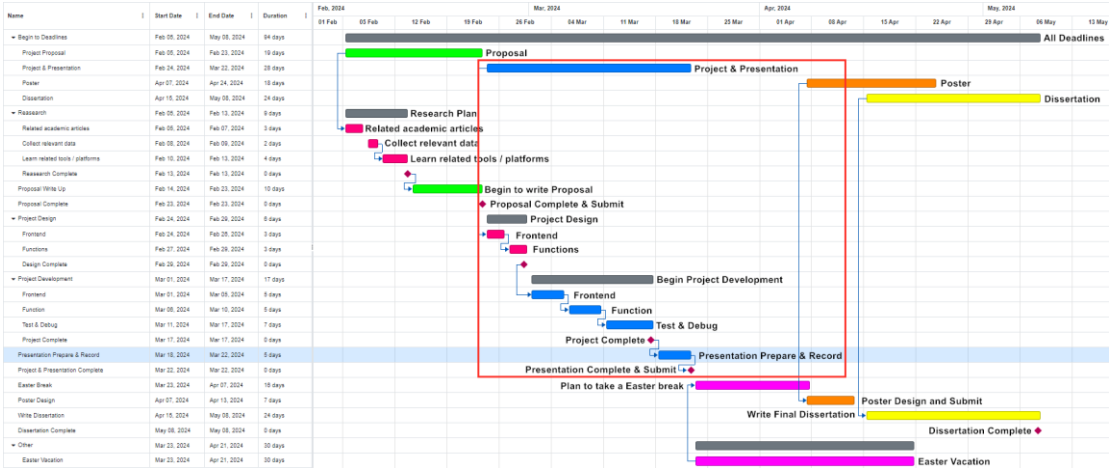 Name Start Date End Date Duration
Feb, 2024 Mar, 2024 Apr, 2024 May, 2024
01 Feb 05 Feb 12 Feb 19 Feb 26 Feb 04 Mar 11 Mar 18 Mar 25 Mar 01 Apr 08 Apr 15 Apr 22 Apr 29 Apr 06 May 13 May
Begin to Deadlines Feb 05, 2024 May 08, 2024 94 days All Deadlines
Project Proposal Feb 05, 2024 Feb 23, 2024 19 days Proposal
Project & Presentation Feb 24, 2024 Mar 22, 2024 28 days Project & Presentation
Poster Apr 07, 2024 Apr 24, 2024 18 days Poster
Dissertation Apr 15, 2024 May 08, 2024 24 days Dissertation
Reasearch Feb 05, 2024 Feb 13, 2024 9 days Research Plan
Related academic articles Feb 05, 2024 Feb 07, 2024 3 days Related academic articles
Collect relevant data Feb 08, 2024 Feb 09, 2024 2 days Collect relevant data
Learn related tools / platforms Feb 10, 2024 Feb 13, 2024 4 days Learn related tools / platforms
Reasearch Complete Feb 13, 2024 Feb 13, 2024 0 days
Proposal Write Up Feb 14, 2024 Feb 23, 2024 10 days Begin to write Proposal
Proposal Complete Feb 23, 2024 Feb 23, 2024 0 days Proposal Complete & Submit
Project Design Feb 24, 2024 Feb 29, 2024 6 days Project Design
Frontend Feb 24, 2024 Feb 26, 2024 3 days Frontend
Functions Feb 27, 2024 Feb 29, 2024 3 days Functions
Design Complete Feb 29, 2024 Feb 29, 2024 0 days
Project Development Mar 01, 2024 Mar 17, 2024 17 days Begin Project Development
Frontend Mar 01, 2024 Mar 05, 2024 5 days Frontend
Function Mar 06, 2024 Mar 10, 2024 5 days Function
Test & Debug Mar 11, 2024 Mar 17, 2024 7 days Test & Debug
Project Complete Mar 17, 2024 Mar 17, 2024 0 days Project Complete
Presentation Prepare & Record Mar 18, 2024 Mar 22, 2024 5 days Presentation Prepare & Record
Project & Presentation Complete Mar 22, 2024 Mar 22, 2024 0 days Presentation Complete & Submit
Easter Break Mar 23, 2024 Apr 07, 2024 16 days Plan to take a Easter break
Poster Design Apr 07, 2024 Apr 13, 2024 7 days Poster Design and Submit
Write Dissertation Apr 15, 2024 May 08, 2024 24 days Write Final Dissertation
Dissertation Complete May 08, 2024 May 08, 2024 0 days Dissertation Complete
Other Mar 23, 2024 Apr 21, 2024 30 days
Easter Vacation Mar 23, 2024 Apr 21, 2024 30 days Easter Vacation